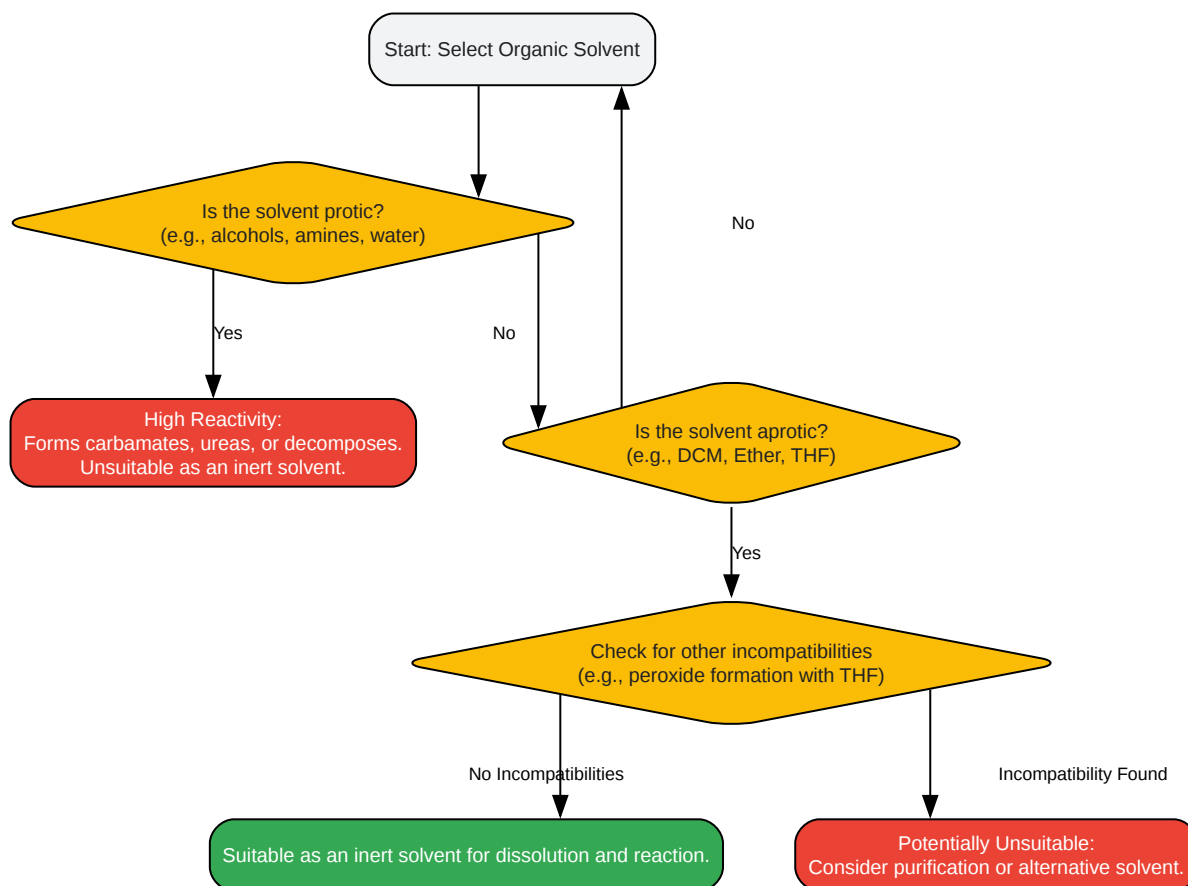 Start: Select Organic Solvent
Is the solvent protic?
(e.g., alcohols, amines, water)
No
Yes
No
High Reactivity:
Forms carbamates, ureas, or decomposes.
Unsuitable as an inert solvent.
Is the solvent aprotic?
(e.g., DCM, Ether, THF)
Yes
Check for other incompatibilities
(e.g., peroxide formation with THF)
No Incompatibilities
Incompatibility Found
Suitable as an inert solvent for dissolution and reaction.
Potentially Unsuitable:
Consider purification or alternative solvent.